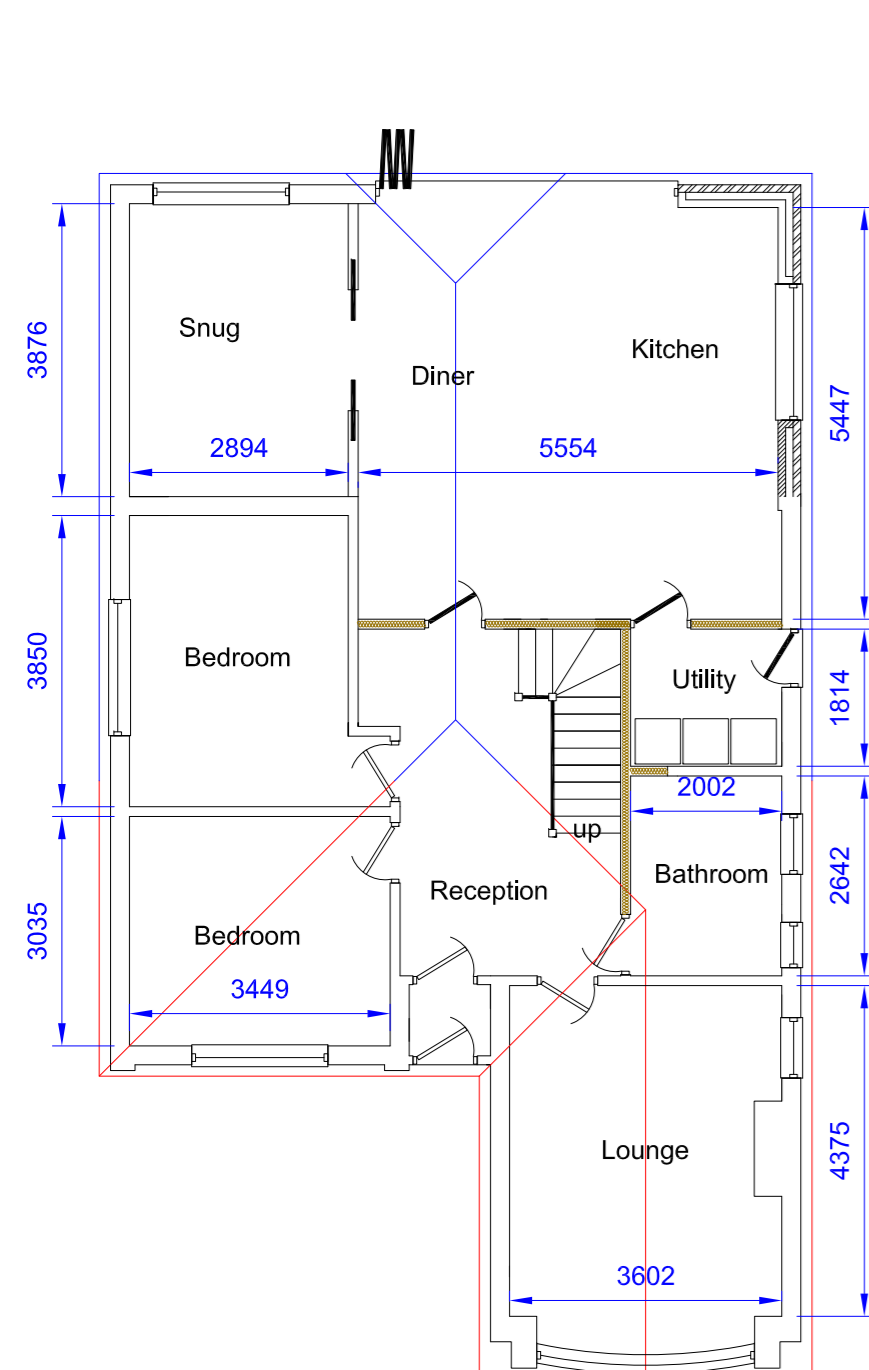 Snug
Kitchen
Diner
3876
5447
2894
5554
Bedroom
3850
Utility
1814
2002
up
Bathroom
2642
Reception
Bedroom
3035
3449
Lounge
4375
3602